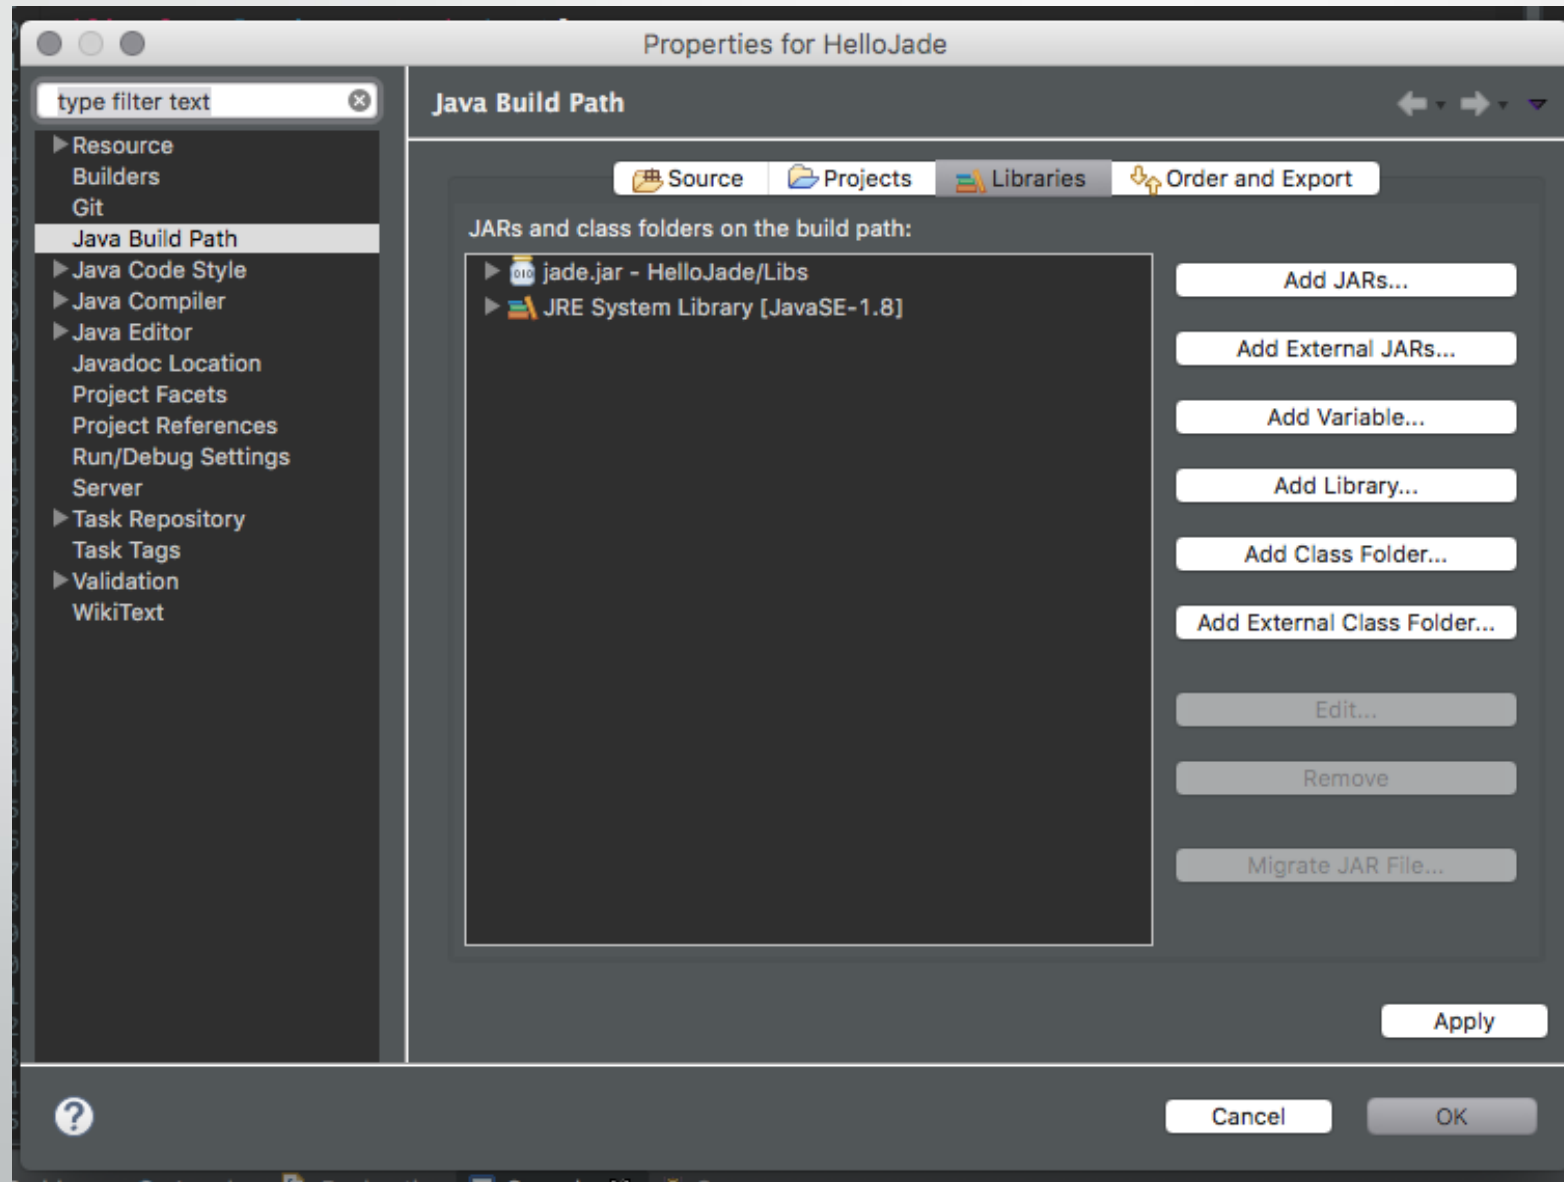 Properties for HelloJade
type filter text
Resource
Builders
Git
Java Build Path
Java Code Style
Java Compiler
Java Editor
Javadoc Location
Project Facets
Project References
Run/Debug Settings
Server
Task Repository
Task Tags
Validation
WikiText
Java Build Path
Source Projects Libraries Order and Export
JARs and class folders on the build path:
jade.jar - HelloJade/Libs
JRE System Library [JavaSE-1.8]
Add JARs...
Add External JARs...
Add Variable...
Add Library...
Add Class Folder...
Add External Class Folder...
Edit...
Remove
Migrate JAR File...
Apply
Cancel OK